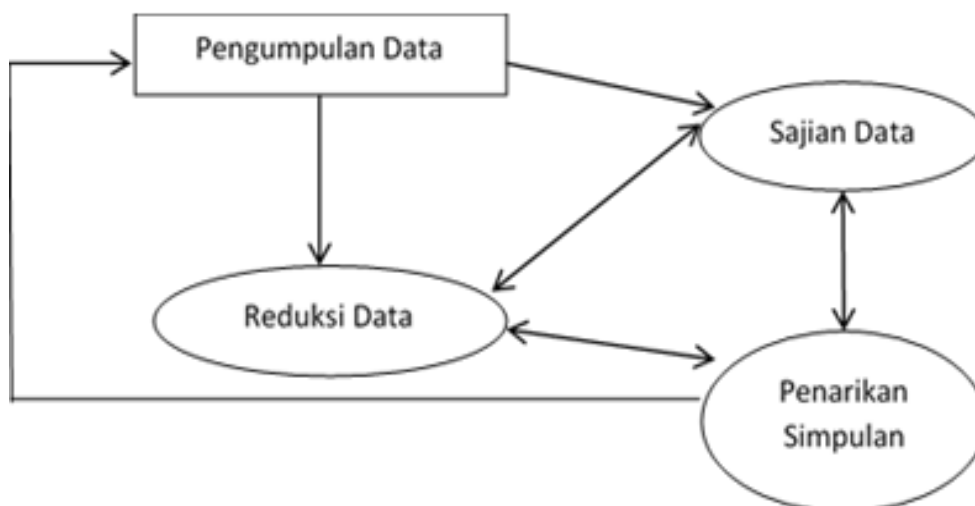 Pengumpulan Data
Sajian Data
Reduksi Data
Penarikan
Simpulan